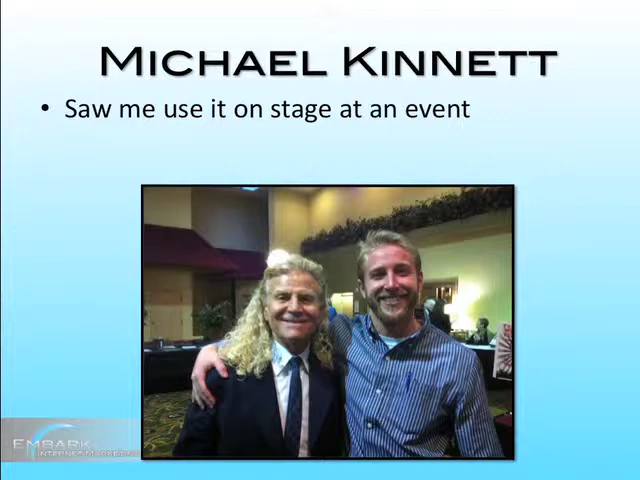 MICHAEL KINNETT
• Saw me use it on stage at an event
EMBARK
INTERNET MARKETING